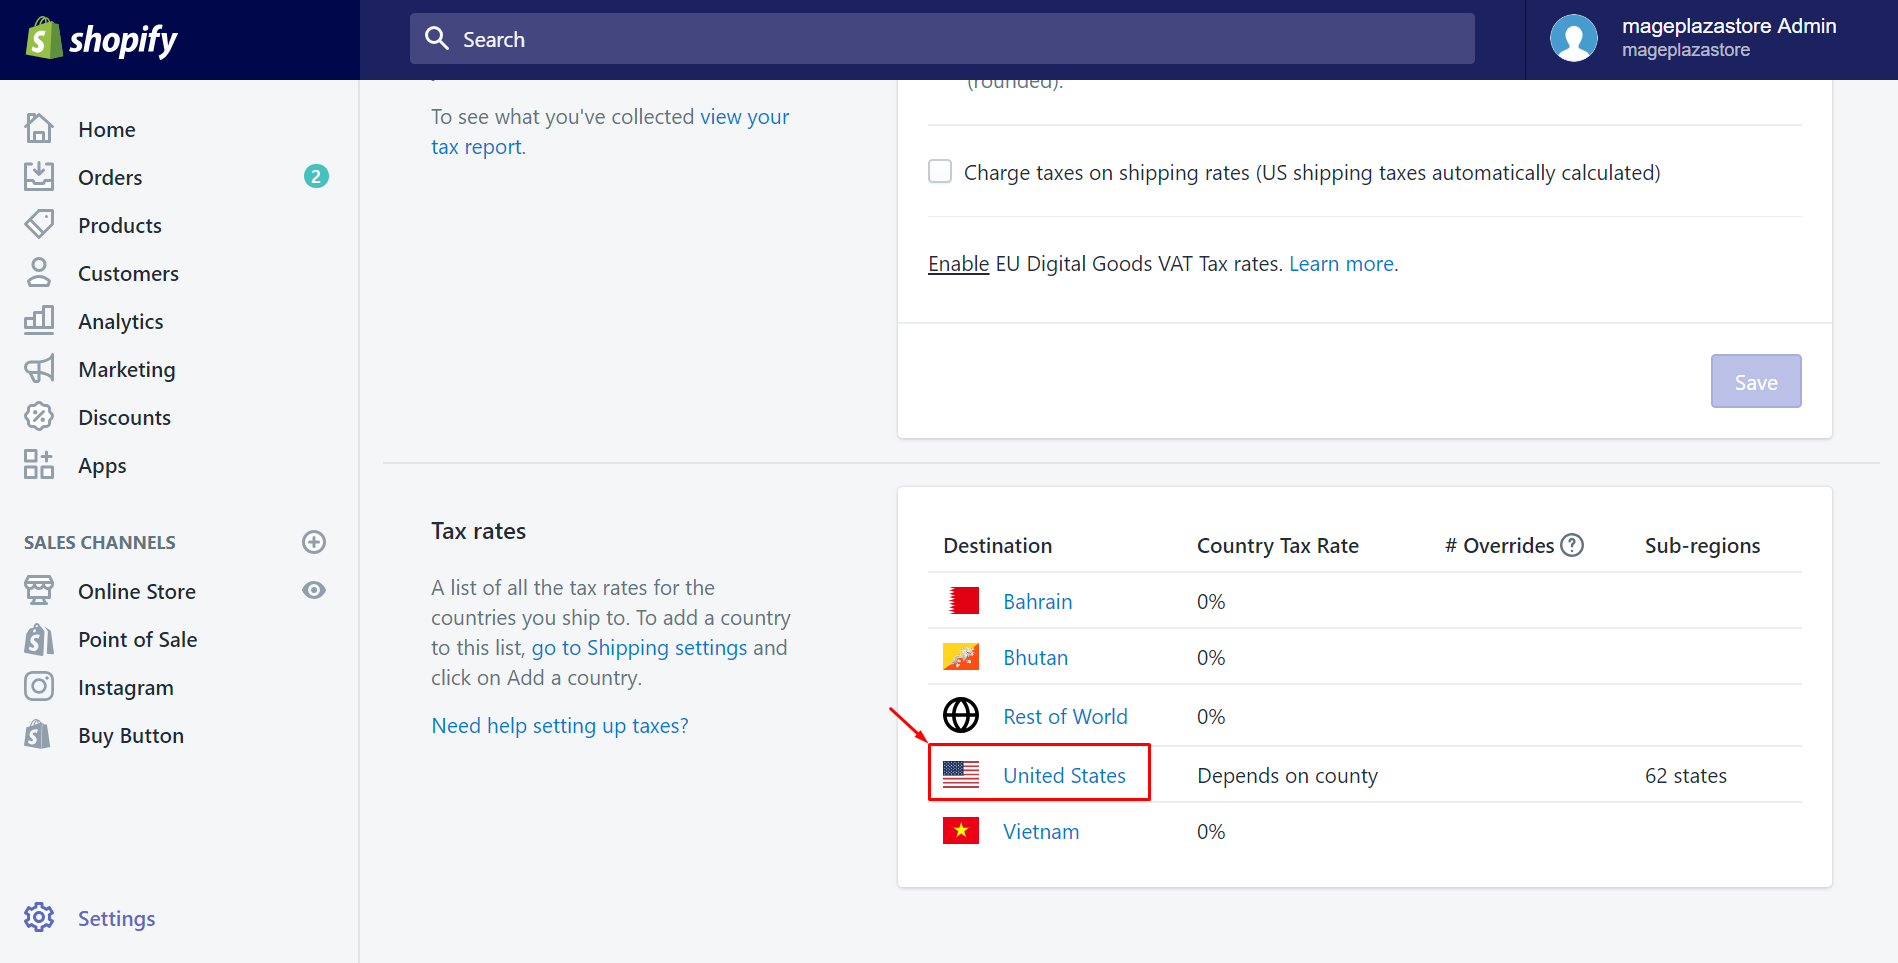 shopify
Search
mageplazastore Admin
mageplazastore
Home
Orders 2
Products
Customers
Analytics
Marketing
Discounts
Apps
SALES CHANNELS
Online Store
Point of Sale
Instagram
Buy Button
Settings
To see what you've collected view your
tax report.
(rounded).
Charge taxes on shipping rates (US shipping taxes automatically calculated)
Enable EU Digital Goods VAT Tax rates. Learn more.
Save
Tax rates
A list of all the tax rates for the
countries you ship to. To add a country
to this list, go to Shipping settings and
click on Add a country.
Need help setting up taxes?
Destination Country Tax Rate # Overrides ? Sub-regions
Bahrain 0%
Bhutan 0%
Rest of World 0%
United States Depends on county 62 states
Vietnam 0%